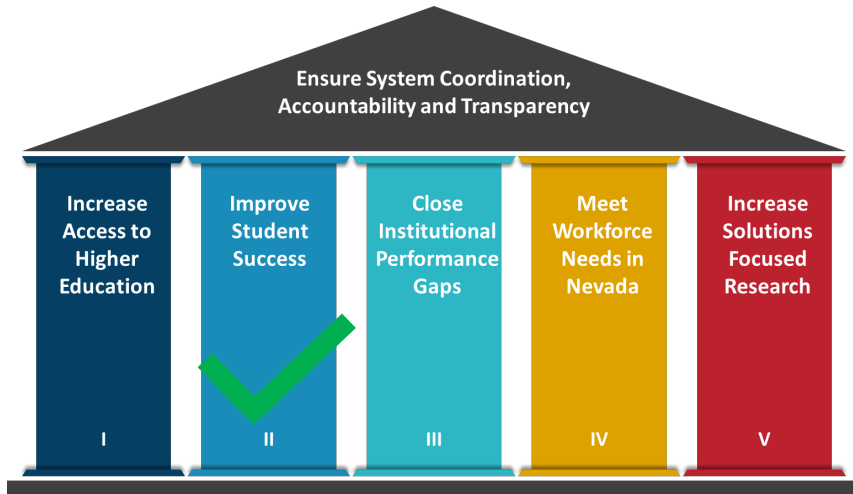 Ensure System Coordination,
Accountability and Transparency
Increase
Access to
Higher
Education
I
Improve
Student
Success
II
Close
Institutional
Performance
Gaps
III
Meet
Workforce
Needs in
Nevada
IV
Increase
Solutions
Focused
Research
V